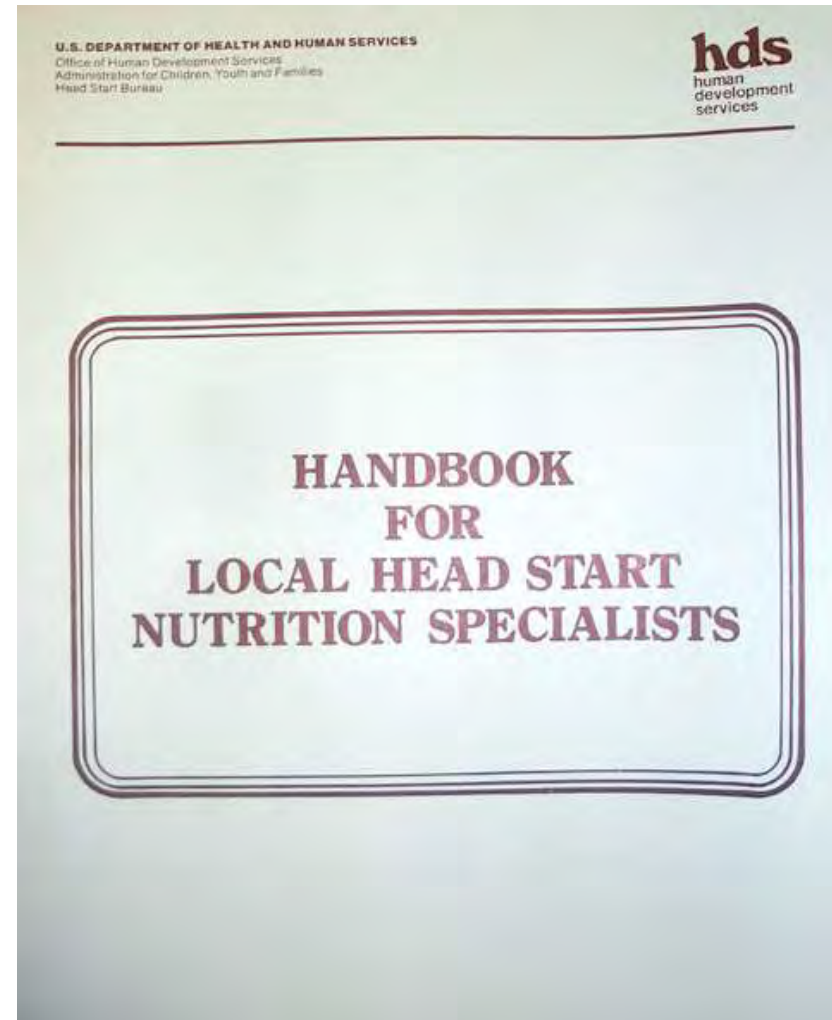 U.S. DEPARTMENT OF HEALTH AND HUMAN SERVICES
Office of Human Development Services
Administration for Children, Youth and Families
Head Start Bureau
hds
human
development
services
HANDBOOK
FOR
LOCAL HEAD START
NUTRITION SPECIALISTS